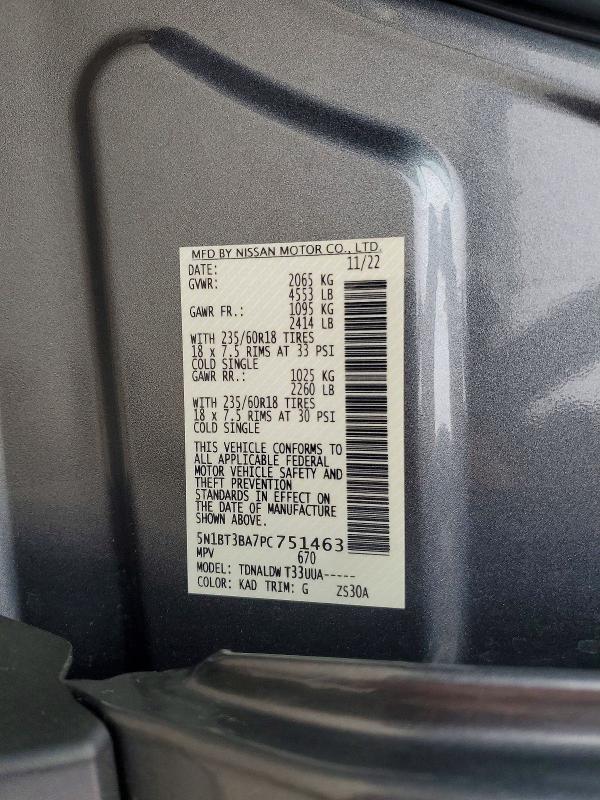 MFD BY NISSAN MOTOR CO., LTD.
DATE: 11/22
GVWR: 2065 KG
4553 LB
GAWR FR.: 1095 KG
2414 LB
WITH 235/60R18 TIRES
18 x 7.5 RIMS AT 33 PSI
COLD SINGLE
GAWR RR.: 1025 KG
2260 LB
WITH 235/60R18 TIRES
18 x 7.5 RIMS AT 30 PSI
COLD SINGLE
THIS VEHICLE CONFORMS TO
ALL APPLICABLE FEDERAL
MOTOR VEHICLE SAFETY AND
THEFT PREVENTION
STANDARDS IN EFFECT ON
THE DATE OF MANUFACTURE
SHOWN ABOVE.
5N1BT3BA7PC751463
MPV 670
MODEL: TDNALDW T33UUA-----
COLOR: KAD TRIM: G ZS30A